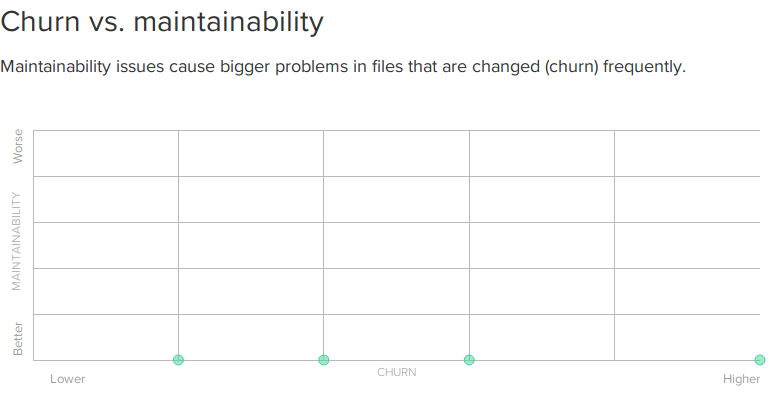 Churn vs. maintainability
Maintainability issues cause bigger problems in files that are changed (churn) frequently.
Worse
MAINTAINABILITY
Better
Lower
CHURN
Higher